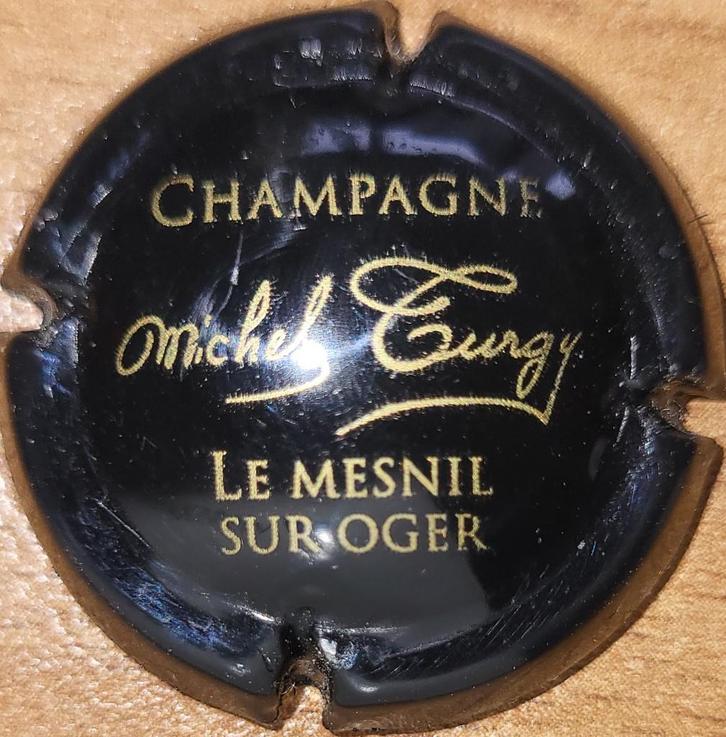 CHAMPAGNE
Michel Turgy
LE MESNIL
SUR OGER